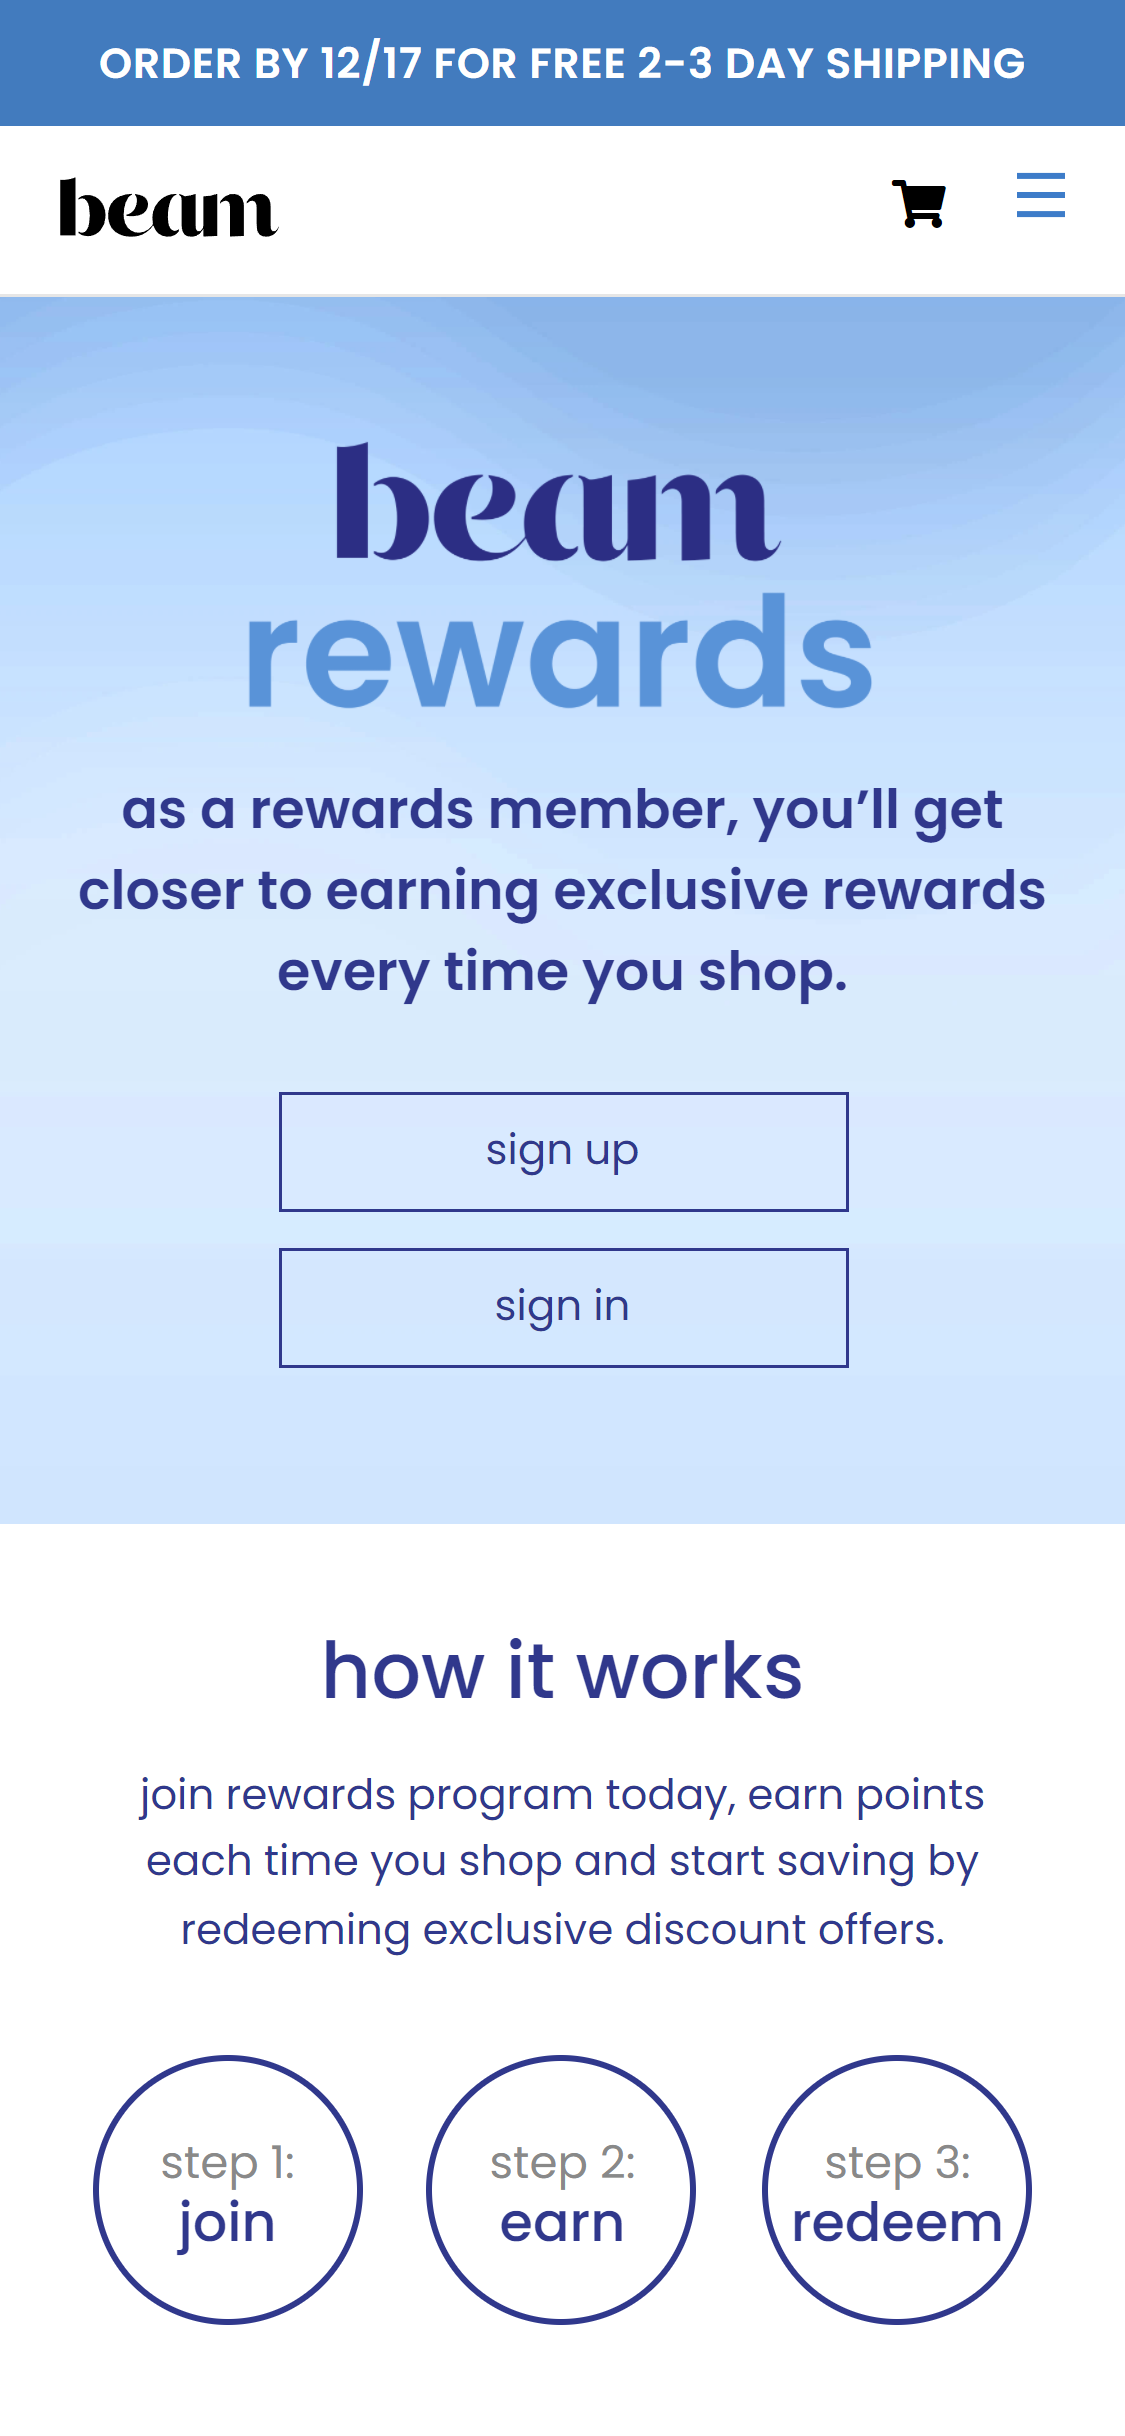 ORDER BY 12/17 FOR FREE 2-3 DAY SHIPPING
beam
beam
rewards
as a rewards member, you’ll get
closer to earning exclusive rewards
every time you shop.
sign up
sign in
how it works
join rewards program today, earn points
each time you shop and start saving by
redeeming exclusive discount offers.
step 1:
join
step 2:
earn
step 3:
redeem